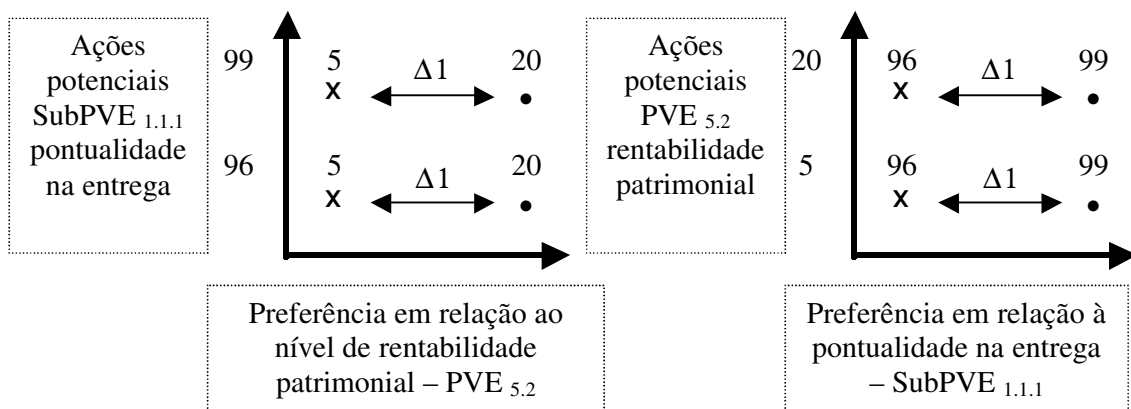 Ações
potenciais
SubPVE 1.1.1
pontualidade
na entrega
99
5
Δ1
20
x
•
96
5
Δ1
20
x
•
Preferência em relação ao
nível de rentabilidade
patrimonial – PVE 5.2
Ações
potenciais
PVE 5.2
rentabilidade
patrimonial
20
96
Δ1
99
x
•
5
96
Δ1
99
x
•
Preferência em relação à
pontualidade na entrega
– SubPVE 1.1.1